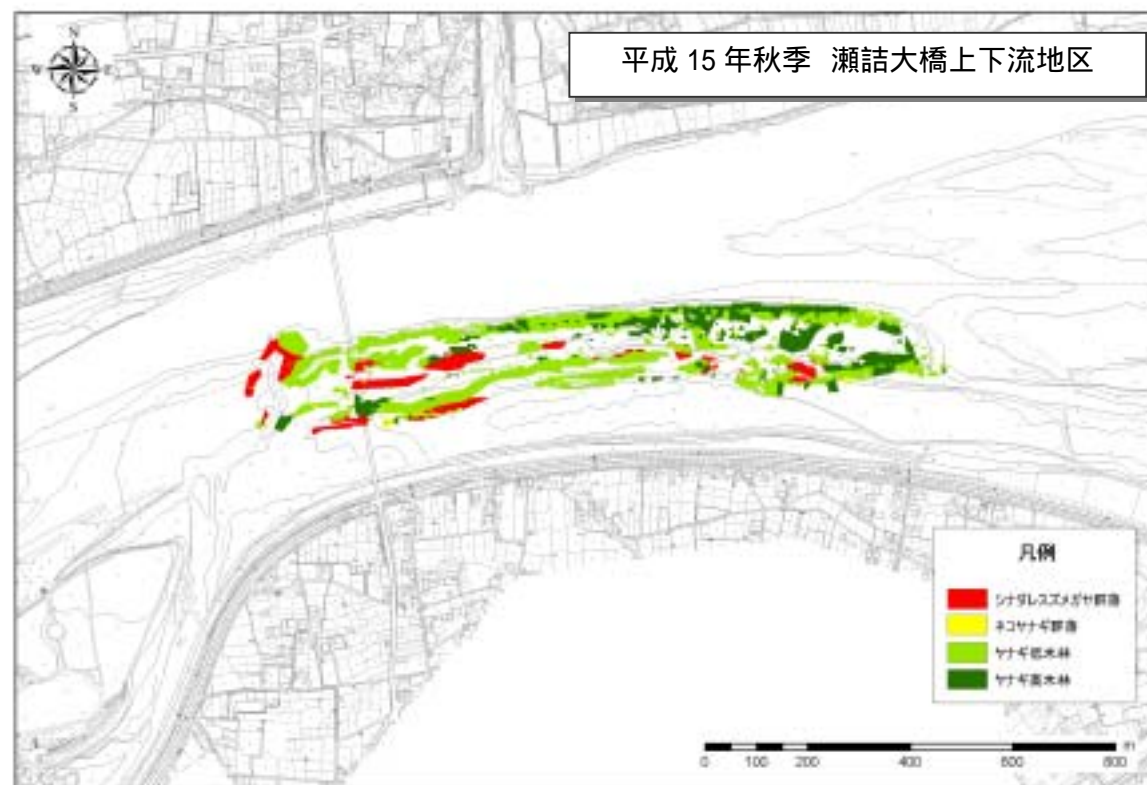 平成 15 年秋季 瀬詰大橋上下流地区
N
S
凡例
シナダレスズメガヤ群落
ネコヤナギ群落
ヤナギ低木林
ヤナギ高木林
m
0 100 200 400 600 800